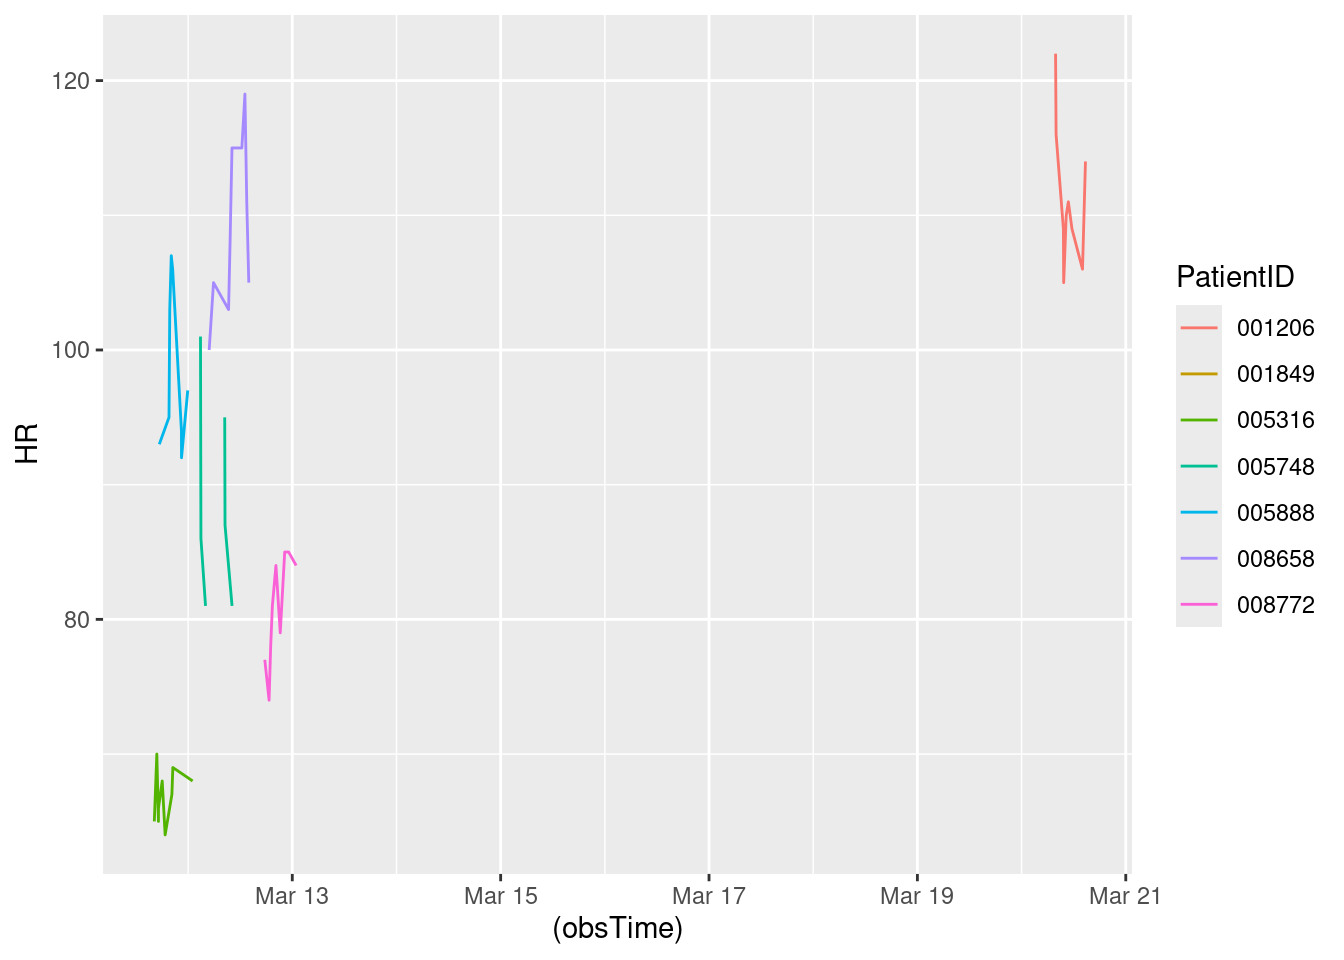 120
100
80
HR
Mar 13
Mar 15
Mar 17
Mar 19
Mar 21
(obsTime)
PatientID
001206
001849
005316
005748
005888
008658
008772